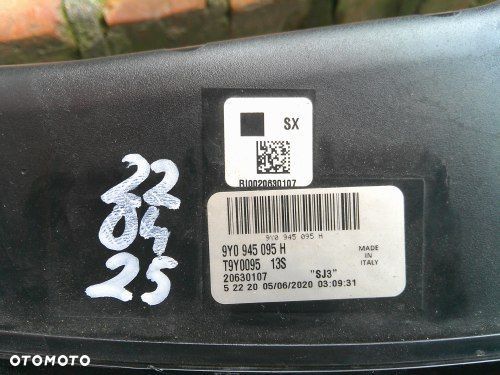 SX
RI0020630107
9Y0 945 095 H
9Y0 945 095 H
T9Y0095 13S
20630107 "SJ3"
5 22 20 05/06/2020 03:09:31
MADE
IN
ITALY
22
04
25
OTOMOTO